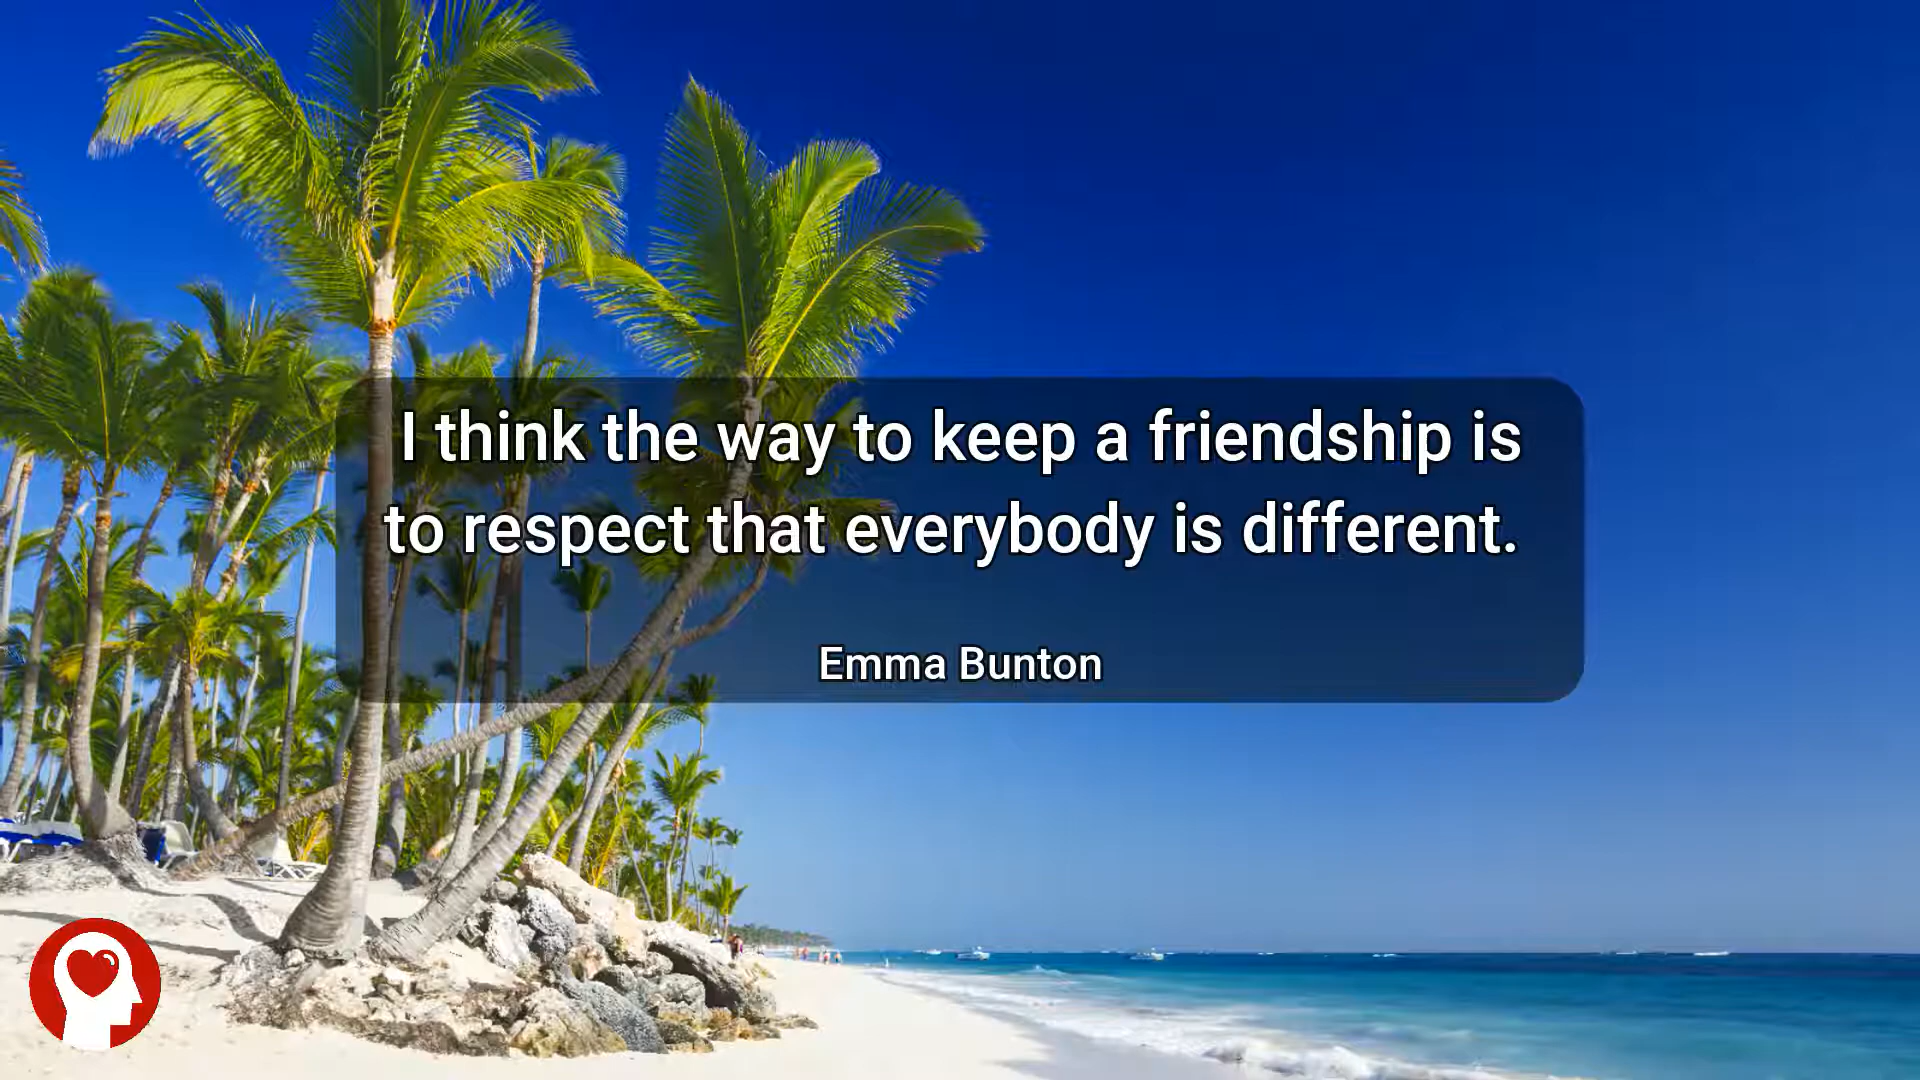 I think the way to keep a friendship is
to respect that everybody is different.
Emma Bunton